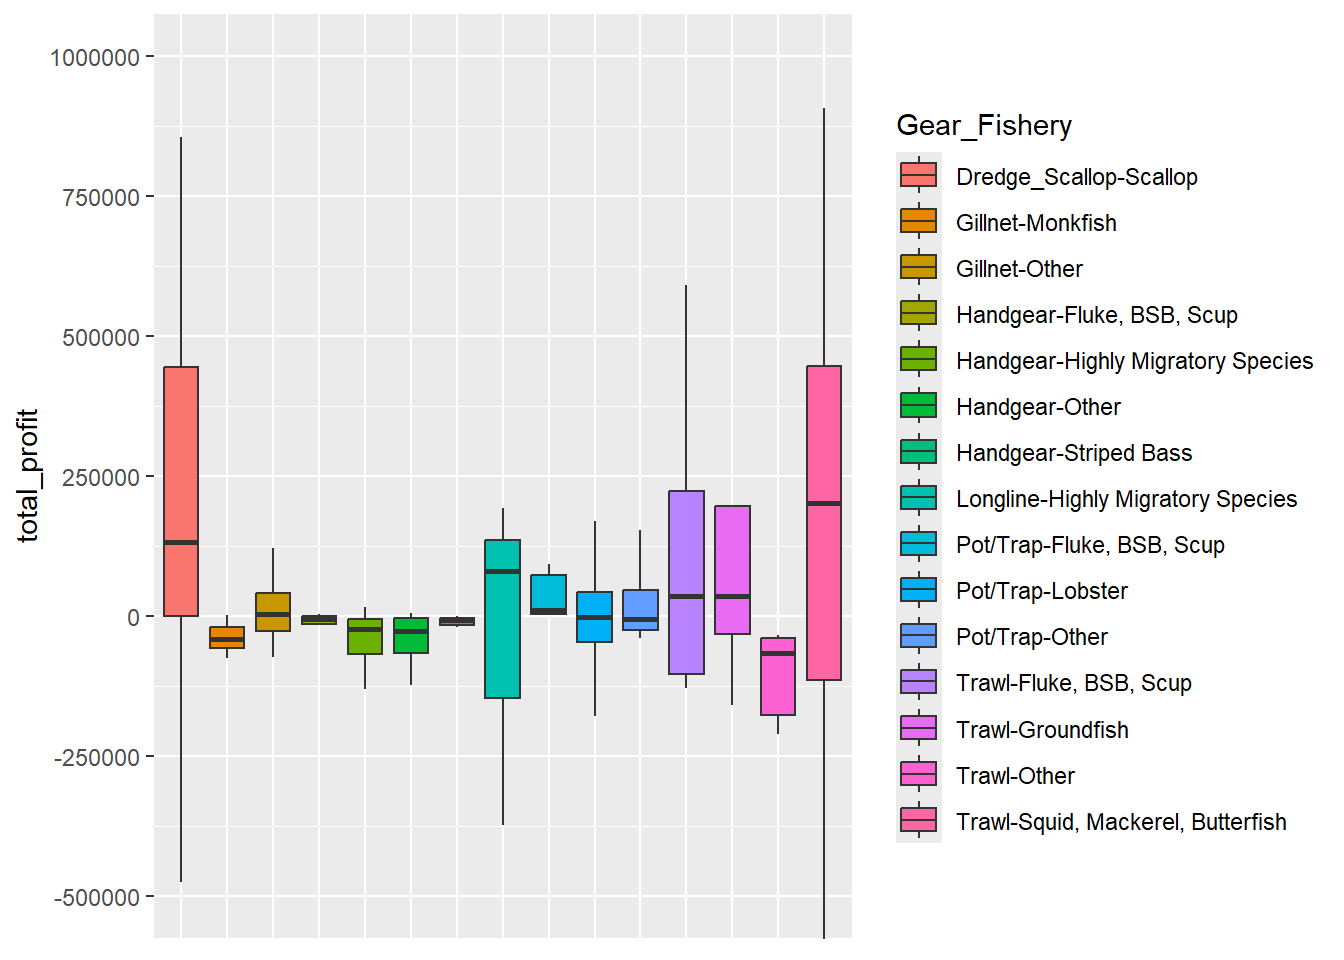 total_profit
1000000
750000
500000
250000
0
-250000
-500000
Gear_Fishery
Dredge_Scallop-Scallop
Gillnet-Monkfish
Gillnet-Other
Handgear-Fluke, BSB, Scup
Handgear-Highly Migratory Species
Handgear-Other
Handgear-Striped Bass
Longline-Highly Migratory Species
Pot/Trap-Fluke, BSB, Scup
Pot/Trap-Lobster
Pot/Trap-Other
Trawl-Fluke, BSB, Scup
Trawl-Groundfish
Trawl-Other
Trawl-Squid, Mackerel, Butterfish